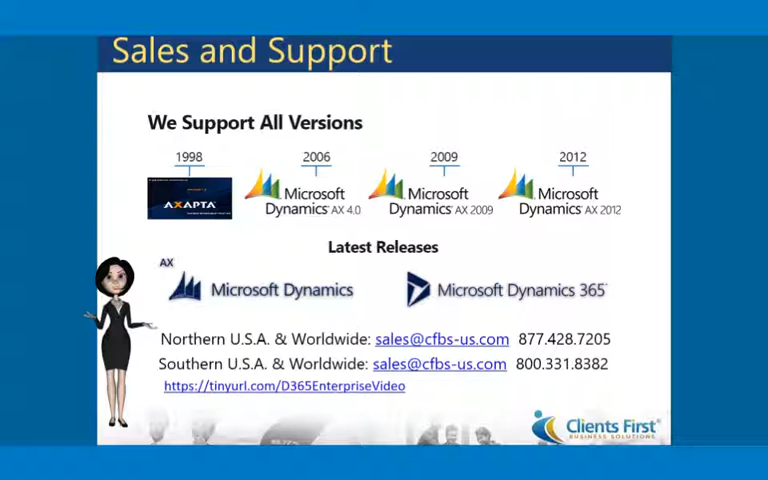 Sales and Support
We Support All Versions
1998 2006 2009 2012
AXAPTA
Microsoft Dynamics AX 4.0
Microsoft Dynamics AX 2009
Microsoft Dynamics AX 2012
Latest Releases
AX
Microsoft Dynamics Microsoft Dynamics 365
Northern U.S.A. & Worldwide: sales@cfbs-us.com 877.428.7205
Southern U.S.A. & Worldwide: sales@cfbs-us.com 800.331.8382
https://tinyurl.com/D365EnterpriseVideo
Clients First
BUSINESS SOLUTIONS